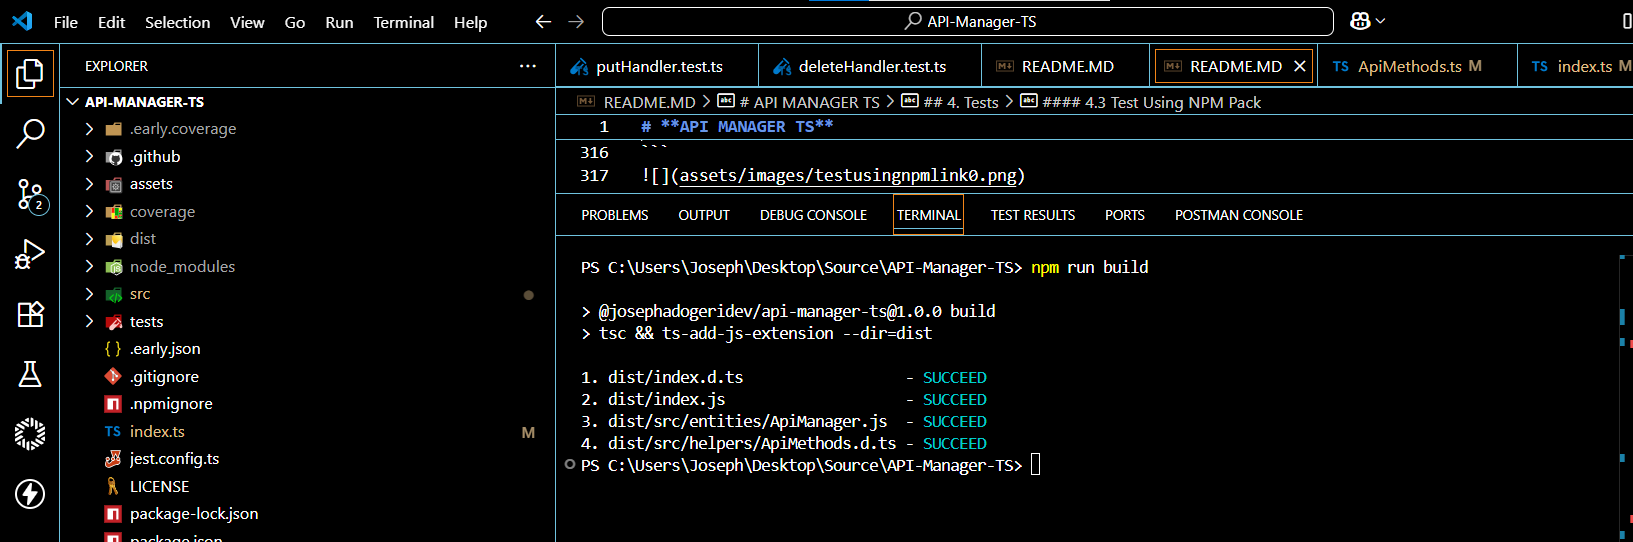 File Edit Selection View Go Run Terminal Help
API-Manager-TS
EXPLORER
putHandler.test.ts
deleteHandler.test.ts
README.MD
README.MD
TS ApiMethods.ts M
TS index.ts M
API-MANAGER-TS
README.MD > # API MANAGER TS > ## 4. Tests > #### 4.3 Test Using NPM Pack
.early.coverage
1 # **API MANAGER TS**
.github
316 ```
assets
317 ![](assets/images/testusingnpmlink0.png)
2
coverage
PROBLEMS OUTPUT DEBUG CONSOLE TERMINAL TEST RESULTS PORTS POSTMAN CONSOLE
dist
node_modules
src
tests
.early.json
.gitignore
.npmignore
TS index.ts M
jest.config.ts
LICENSE
package-lock.json
package.json
PS C:\Users\Joseph\Desktop\Source\API-Manager-TS> npm run build
> @josephadogeridev/api-manager-ts@1.0.0 build
> tsc && ts-add-js-extension --dir=dist
1. dist/index.d.ts - SUCCEED
2. dist/index.js - SUCCEED
3. dist/src/entities/ApiManager.js - SUCCEED
4. dist/src/helpers/ApiMethods.d.ts - SUCCEED
PS C:\Users\Joseph\Desktop\Source\API-Manager-TS>